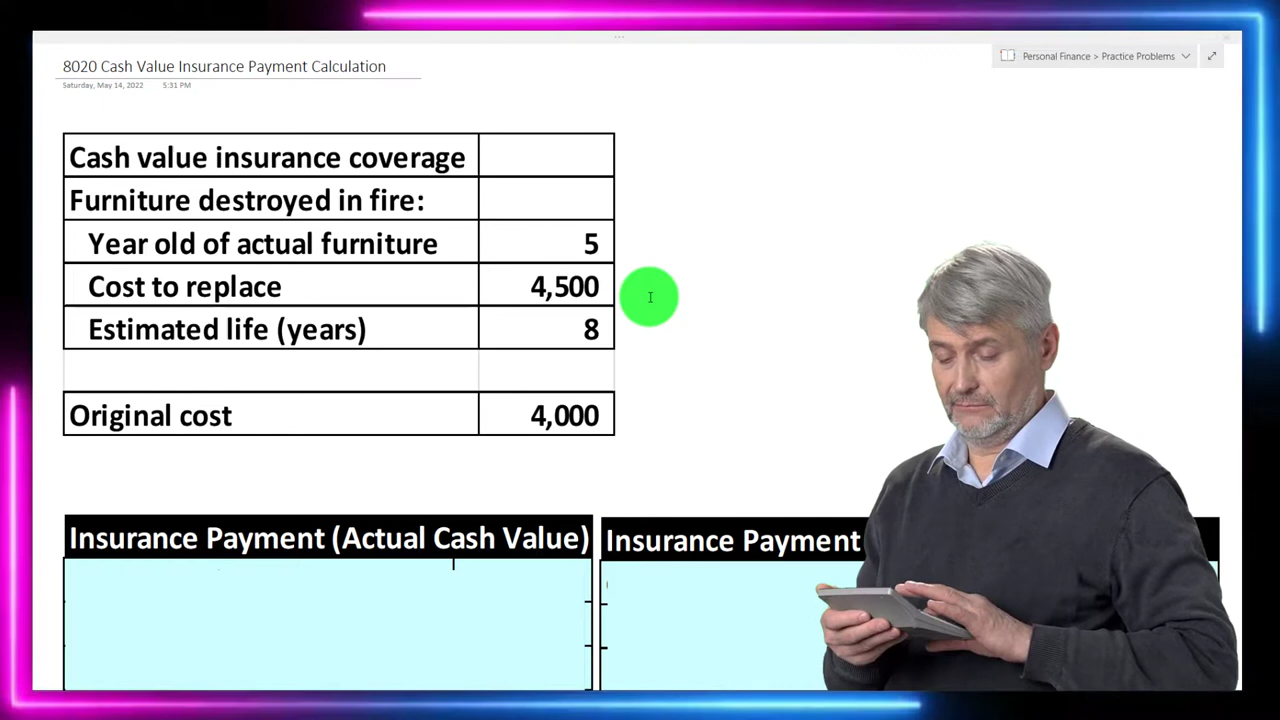 Personal Finance > Practice Problems
8020 Cash Value Insurance Payment Calculation
Saturday, May 14, 2022 5:31 PM
Cash value insurance coverage
Furniture destroyed in fire:
Year old of actual furniture 5
Cost to replace 4,500
Estimated life (years) 8
Original cost 4,000
Insurance Payment (Actual Cash Value)
Insurance Payment